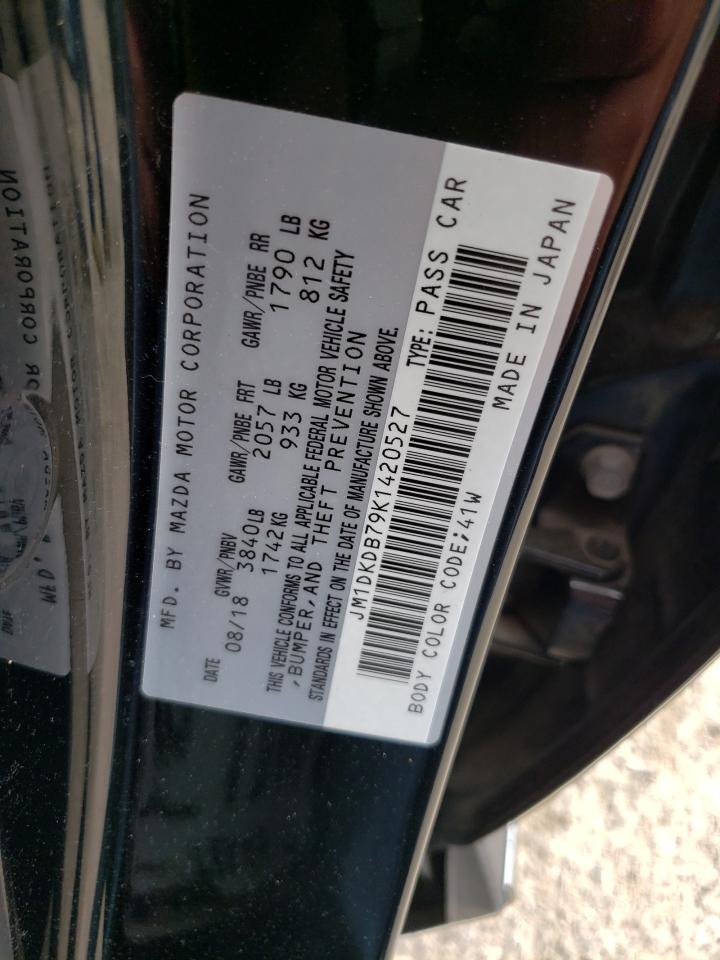 MFD. BY MAZDA MOTOR CORPORATION
DATE GVWR/PNBV GAWR/PNBE FRT GAWR/PNBE RR
08/18 3840LB 2057 LB 1790 LB
1742KG 933 KG 812 KG
THIS VEHICLE CONFORMS TO ALL APPLICABLE FEDERAL MOTOR VEHICLE SAFETY
,BUMPER,AND THEFT PREVENTION
STANDARDS IN EFFECT ON THE DATE OF MANUFACTURE SHOWN ABOVE.
JM1DKDB79K1420527 TYPE: PASS CAR
BODY COLOR CODE;41W MADE IN JAPAN